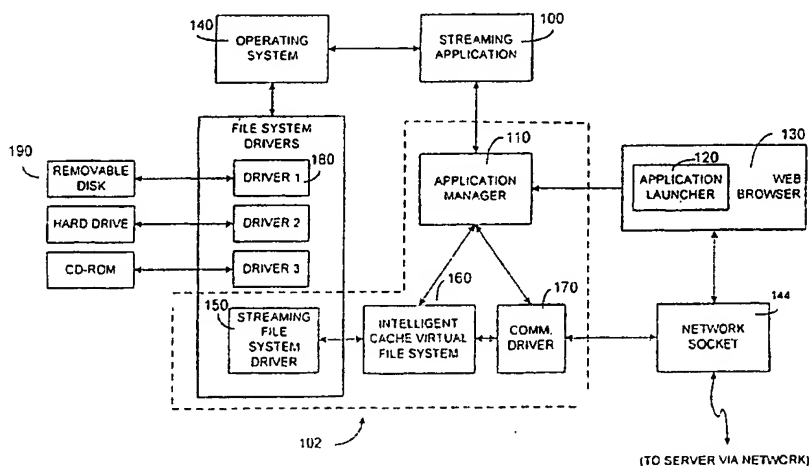 140
OPERATING
SYSTEM
100
STREAMING
APPLICATION
FILE SYSTEM
DRIVERS
190
REMOVABLE
DISK
DRIVER 1
180
HARD DRIVE
DRIVER 2
CD-ROM
DRIVER 3
110
APPLICATION
MANAGER
130
120
APPLICATION
LAUNCHER
WEB
BROWSER
150
STREAMING
FILE
SYSTEM
DRIVER
160
INTELLIGENT
CACHE VIRTUAL
FILE SYSTEM
170
COMM.
DRIVER
144
NETWORK
SOCKET
102
(TO SERVER VIA NETWORK)